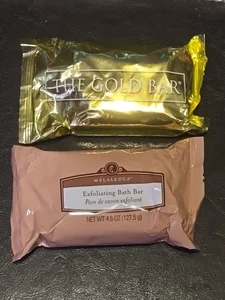 THE GOLD BAR
MELALEUCA®
Exfoliating Bath Bar
Pain de savon exfoliant
NET WT 4.5 OZ (127.5 g)